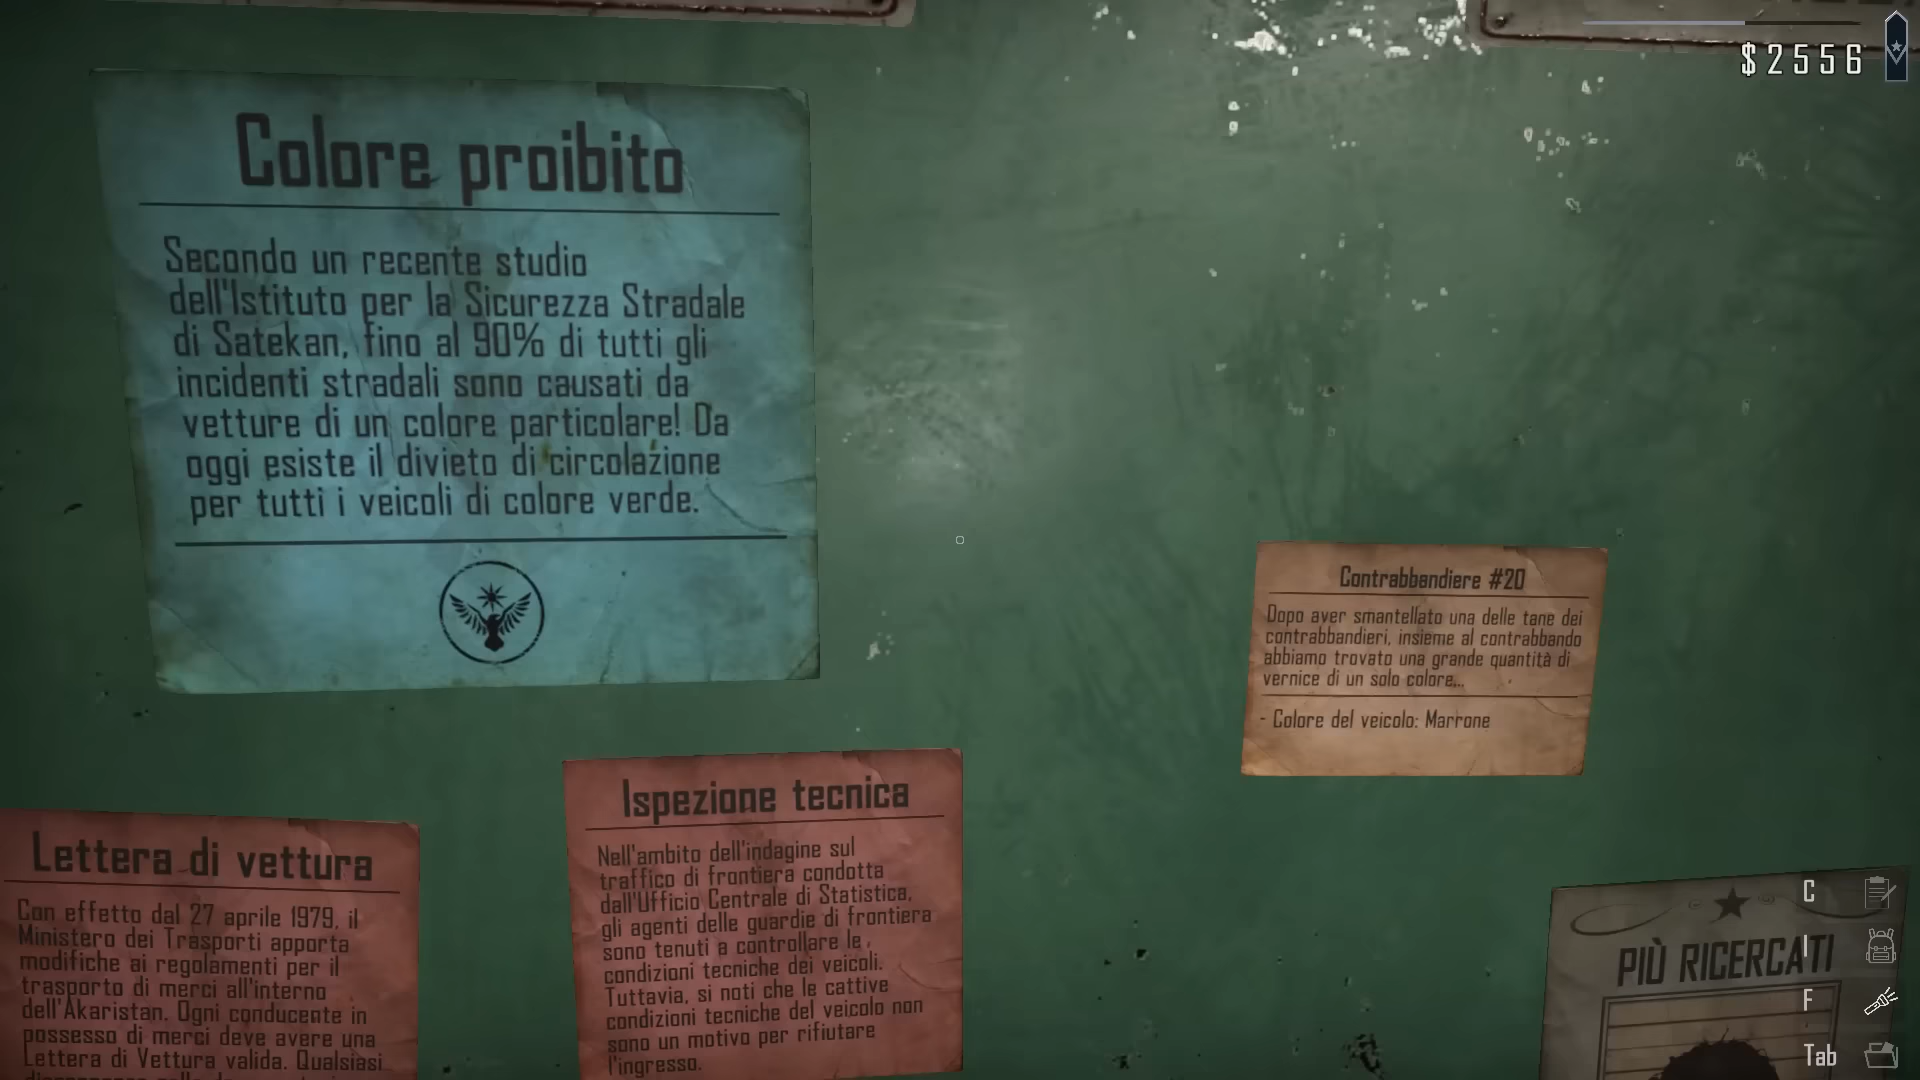 $2556
Colore proibito
Secondo un recente studio
dell'Istituto per la Sicurezza Stradale
di Satekan, fino al 90% di tutti gli
incidenti stradali sono causati da
vetture di un colore particolare! Da
oggi esiste il divieto di circolazione
per tutti i veicoli di colore verde.
Contrabbandiere #20
Dopo aver smantellato una delle tane dei
contrabbandieri, insieme al contrabbando
abbiamo trovato una grande quantità di
vernice di un solo colore...
- Colore del veicolo: Marrone
Ispezione tecnica
Nell'ambito dell'indagine sul
traffico di frontiera condotta
dall'Ufficio Centrale di Statistica,
gli agenti delle guardie di frontiera
sono tenuti a controllare le
condizioni tecniche dei veicoli.
Tuttavia, si noti che le cattive
condizioni tecniche del veicolo non
sono un motivo per rifiutare
l'ingresso.
Lettera di vettura
Con effetto dal 27 aprile 1979, il
Ministero dei Trasporti apporta
modifiche ai regolamenti per il
trasporto di merci all'interno
dell'Akaristan. Ogni conducente in
possesso di merci deve avere una
Lettera di Vettura valida. Qualsiasi
PIÙ RICERCATI
C
I
F
Tab